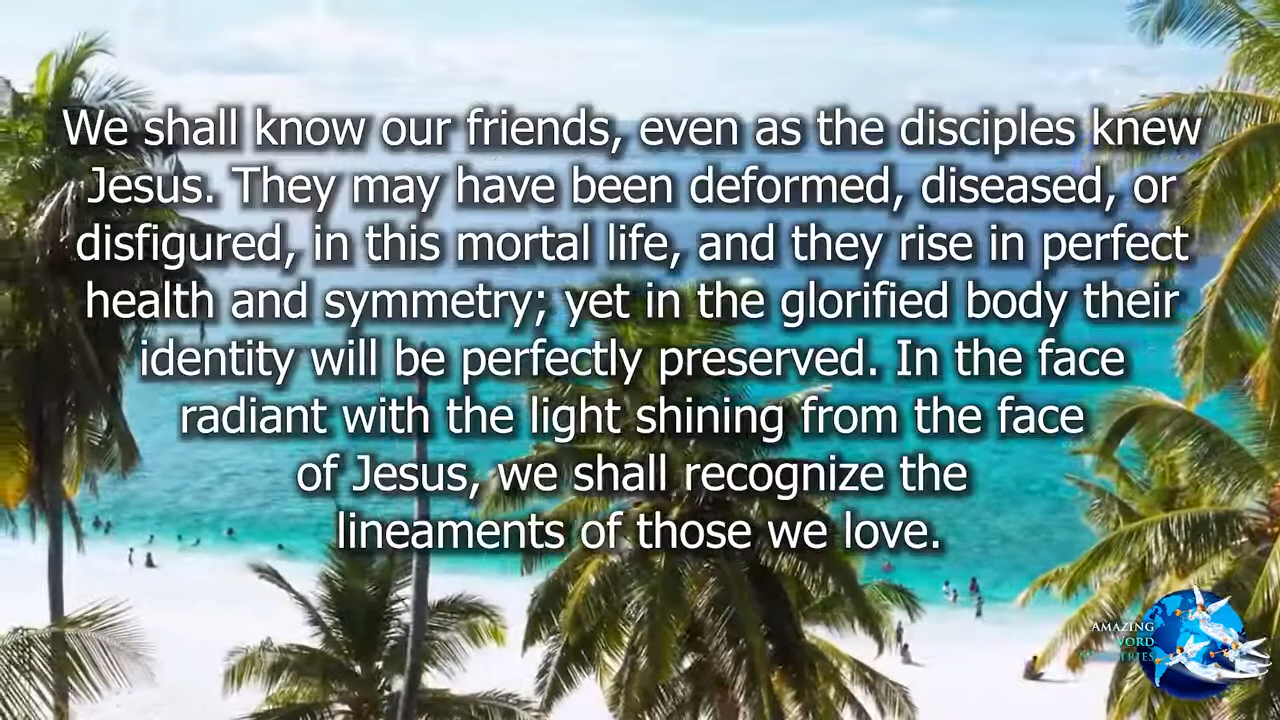 We shall know our friends, even as the disciples knew
Jesus. They may have been deformed, diseased, or
disfigured, in this mortal life, and they rise in perfect
health and symmetry; yet in the glorified body their
identity will be perfectly preserved. In the face
radiant with the light shining from the face
of Jesus, we shall recognize the
lineaments of those we love.
AMAZING
WORD
MINISTRIES